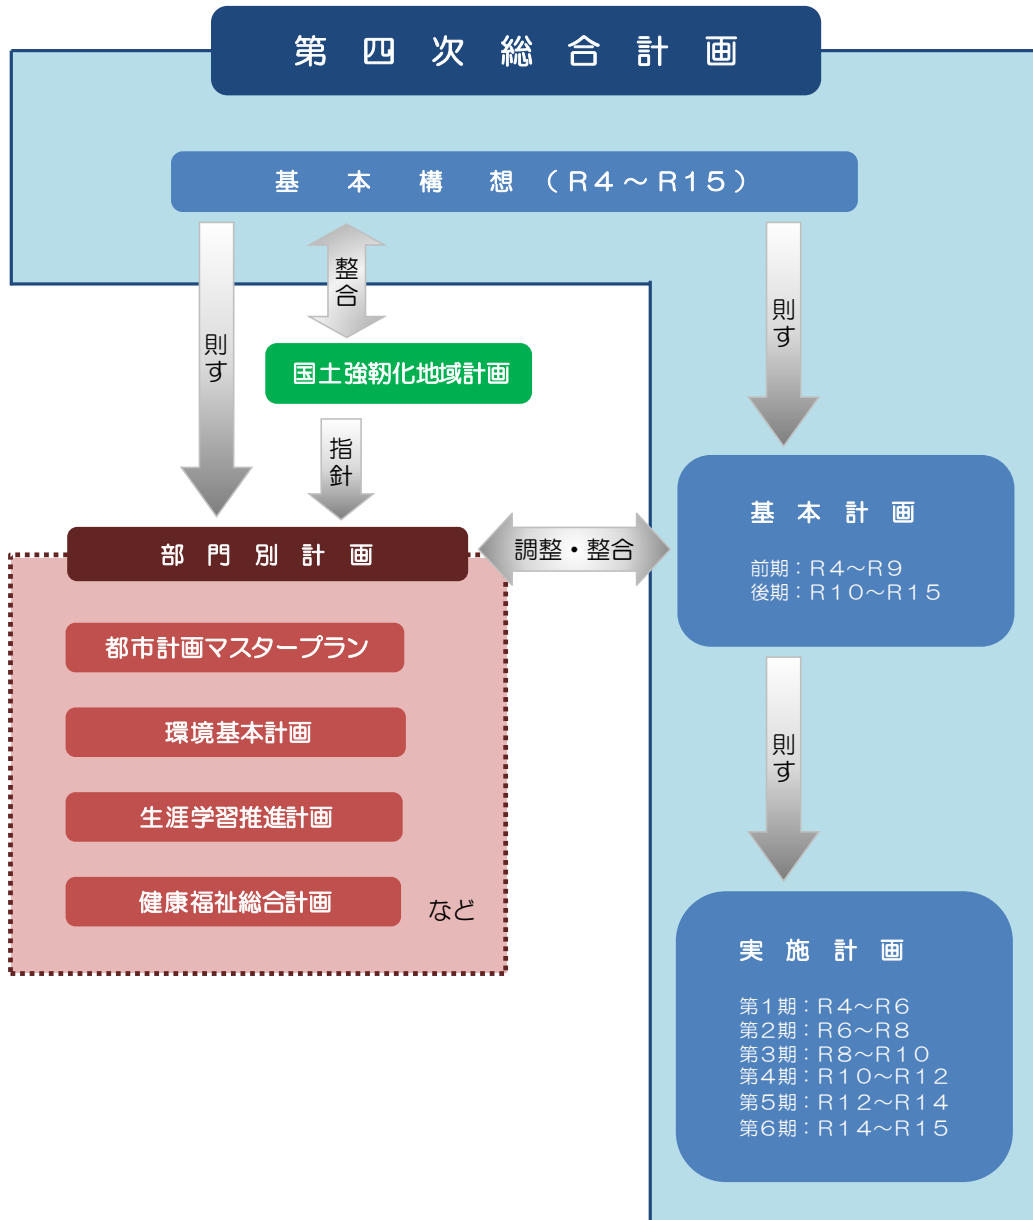 第四次総合計画
基本構想（R4～R15）
整合
則す
則す
国土強靭化地域計画
指針
部門別計画
調整・整合
基本計画
前期：R4～R9
後期：R10～R15
都市計画マスタープラン
環境基本計画
生涯学習推進計画
健康福祉総合計画
など
則す
実施計画
第1期：R4～R6
第2期：R6～R8
第3期：R8～R10
第4期：R10～R12
第5期：R12～R14
第6期：R14～R15